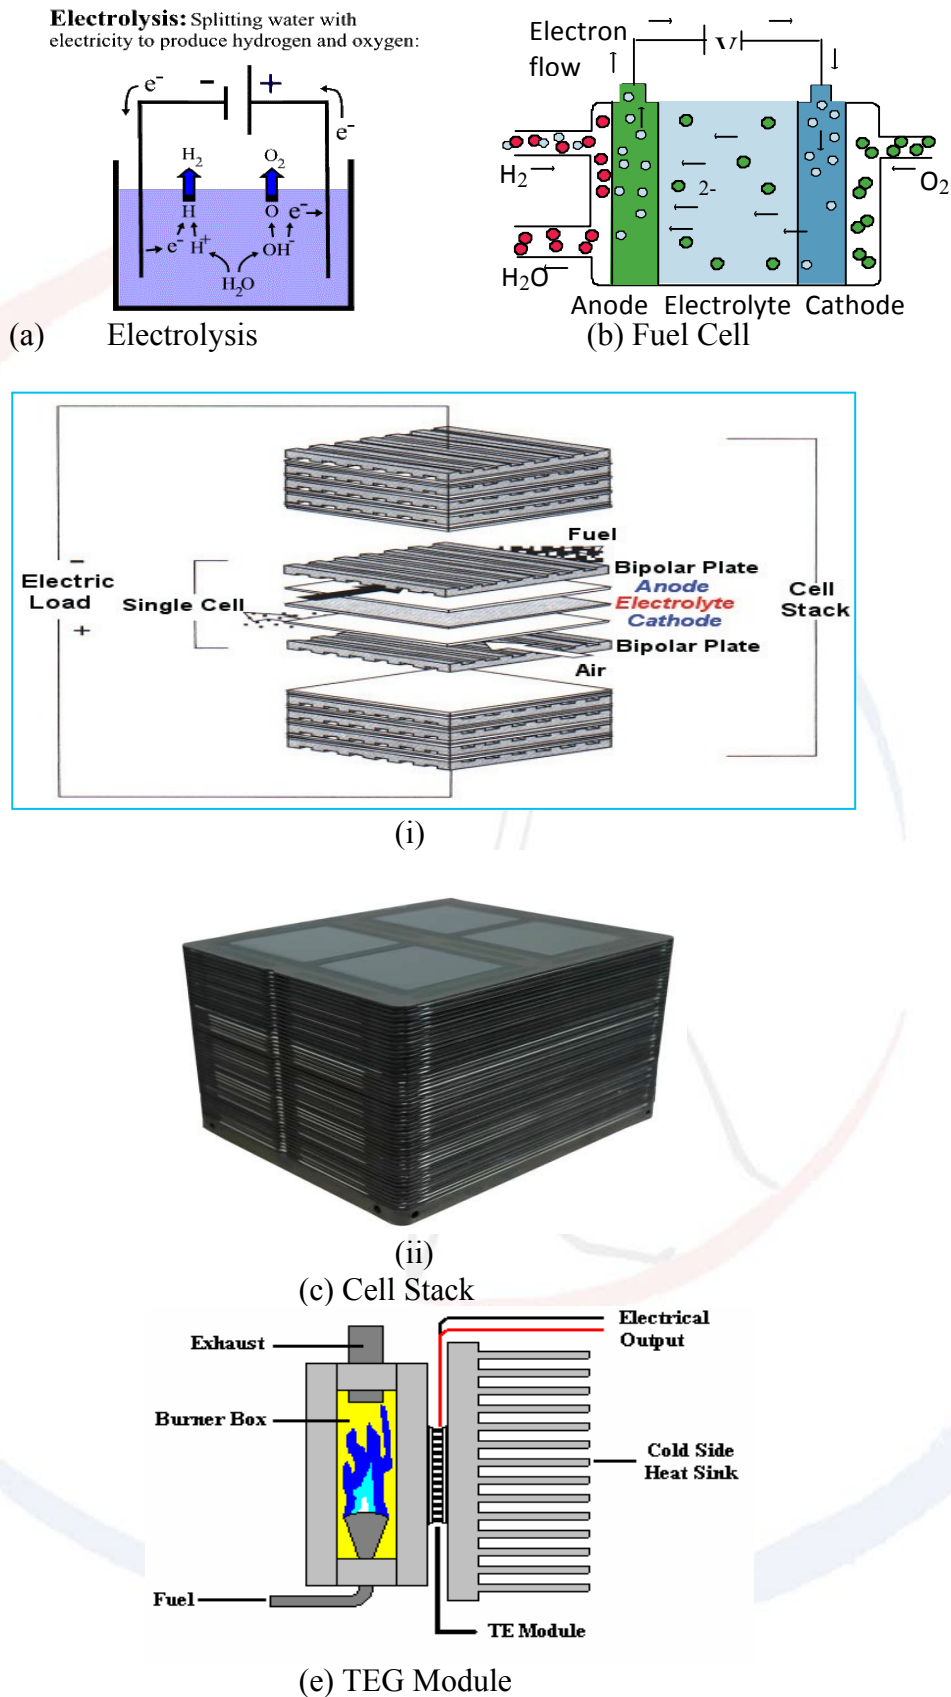 Electrolysis: Splitting water with
electricity to produce hydrogen and oxygen:
e⁻
−
+
e⁻
H₂
O₂
H
O
e⁻
e⁻
H⁺
OH⁻
H₂O
(a) Electrolysis
Electron
flow
V
H₂
2-
O₂
H2O
Anode
Electrolyte
Cathode
(b) Fuel Cell
Fuel
Bipolar Plate
Anode
Electrolyte
Cathode
Bipolar Plate
Air
−
Electric
Load
+
Single Cell
Cell
Stack
(i)
(ii)
(c) Cell Stack
Exhaust
Electrical
Output
Burner Box
Cold Side
Heat Sink
Fuel
TE Module
(e) TEG Module